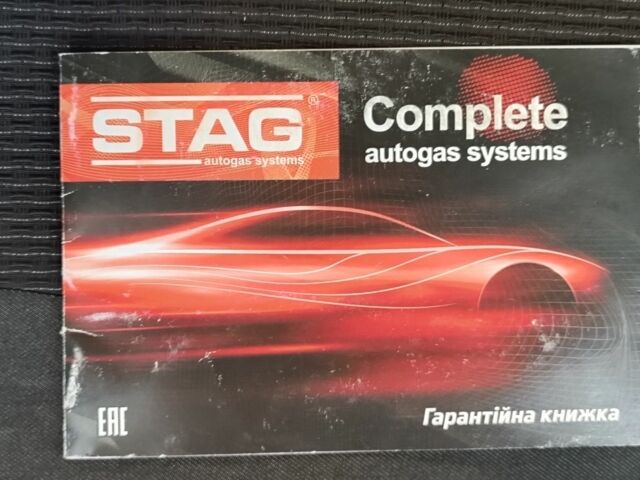 STAG®
autogas systems
Complete
autogas systems
EAC
Гарантійна книжка